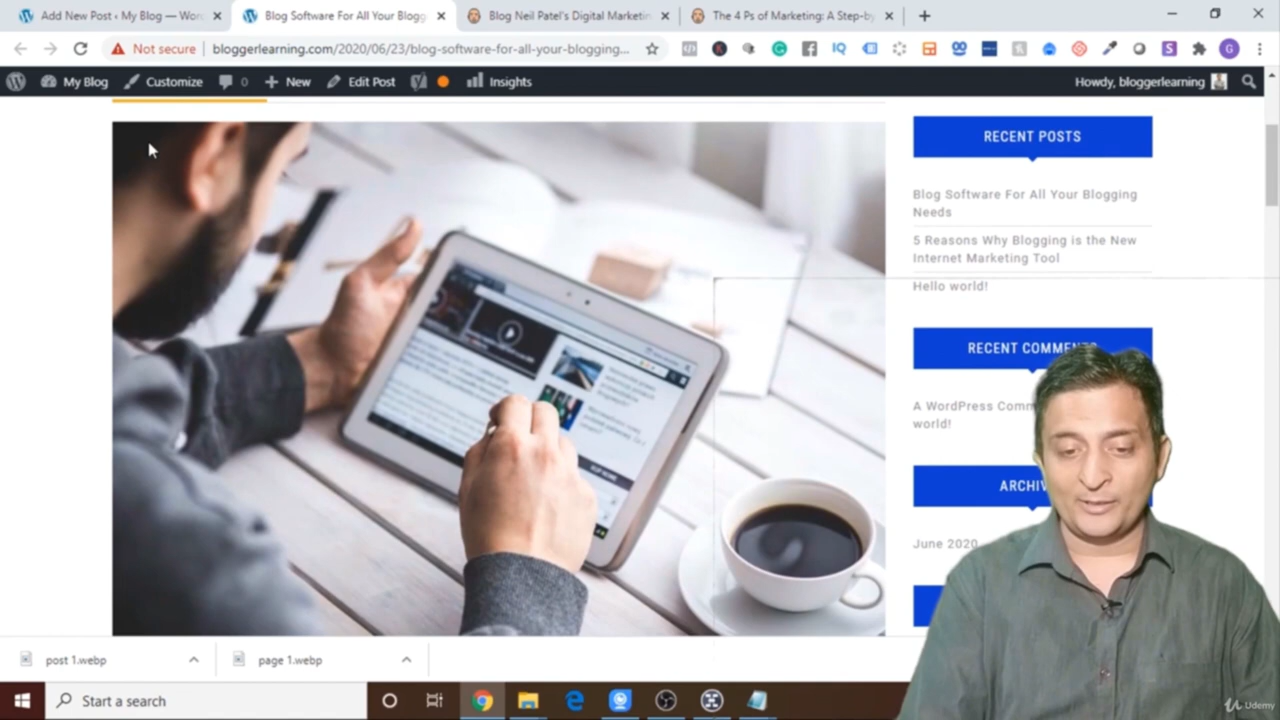 Add New Post ‹ My Blog — Wor
Blog Software For All Your Blogg
Blog Neil Patel's Digital Marketin
The 4 Ps of Marketing: A Step-by
Not secure
bloggerlearning.com/2020/06/23/blog-software-for-all-your-blogging...
IQ
S
G
My Blog
Customize
0
New
Edit Post
Insights
Howdy, bloggerlearning
RECENT POSTS
Blog Software For All Your Blogging
Needs
5 Reasons Why Blogging is the New
Internet Marketing Tool
Hello world!
RECENT COMMENTS
A WordPress Comm
world!
ARCHIV
June 2020
post 1.webp
page 1.webp
Start a search
Udemy